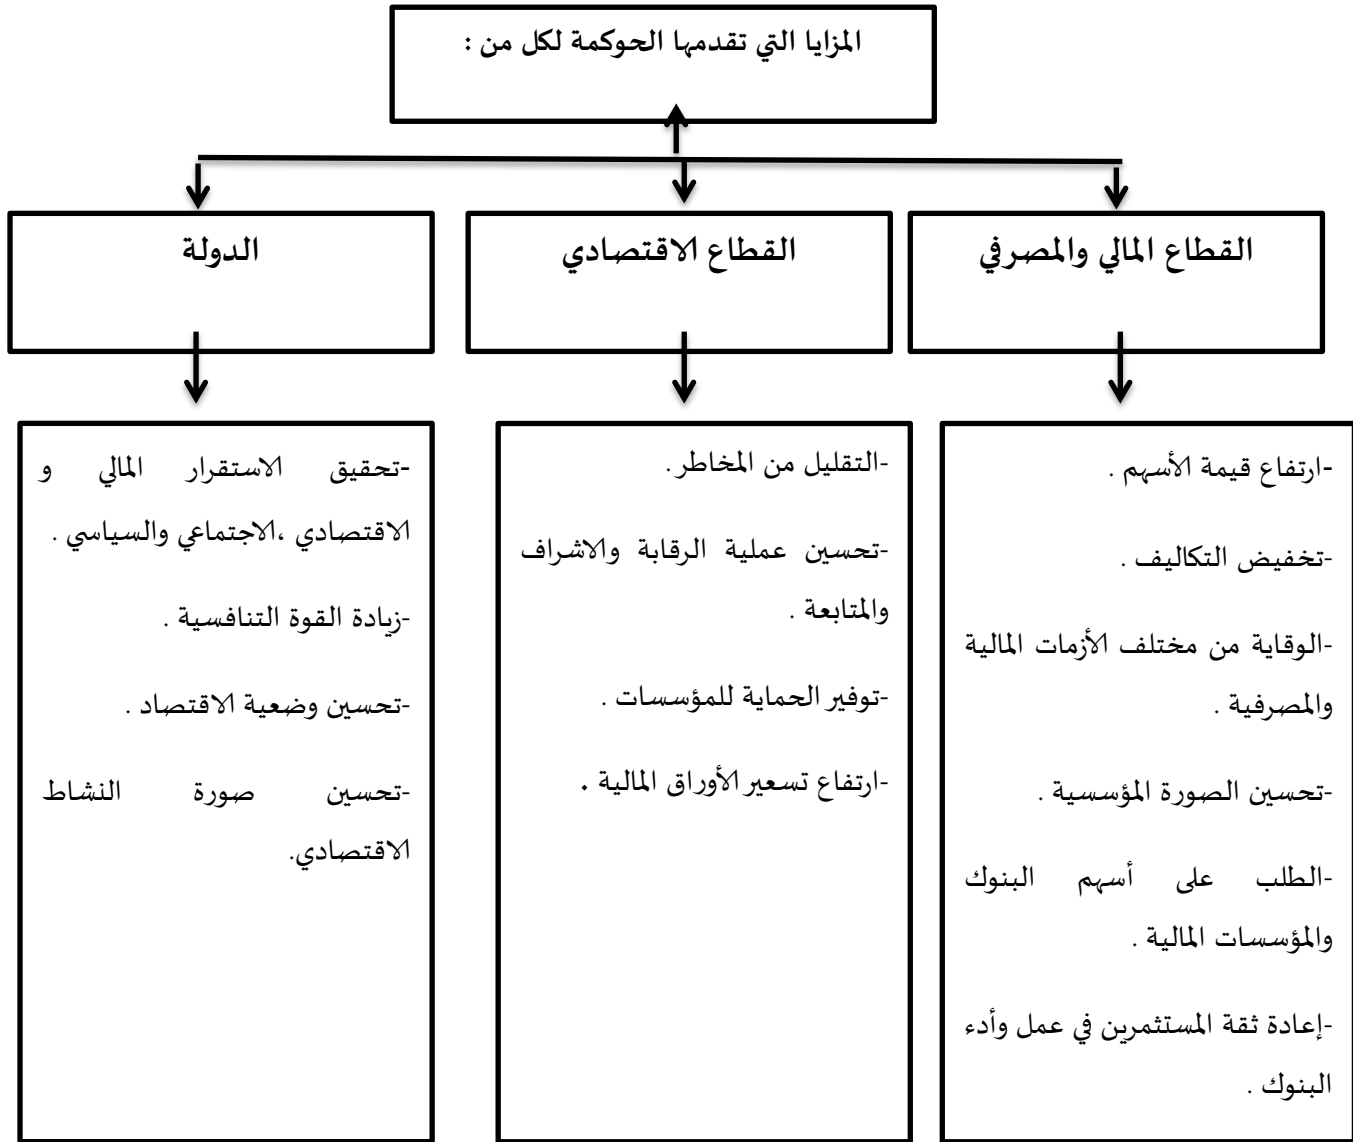 المزايا التي تقدمها الحوكمة لكل من :
القطاع المالي والمصرفي
القطاع الاقتصادي
الدولة
-ارتفاع قيمة الأسهم .
-تخفيض التكاليف .
-الوقاية من مختلف الأزمات المالية
والمصرفية .
-تحسين الصورة المؤسسية .
-الطلب على أسهم البنوك
والمؤسسات المالية .
-إعادة ثقة المستثمرين في عمل وأدء
البنوك .
-التقليل من المخاطر .
-تحسين عملية الرقابة والاشراف
والمتابعة .
-توفير الحماية للمؤسسات .
-ارتفاع تسعير الأوراق المالية .
-تحقيق الاستقرار المالي و
الاقتصادي ،الاجتماعي والسياسي .
-زيادة القوة التنافسية .
-تحسين وضعية الاقتصاد .
-تحسين صورة النشاط
الاقتصادي.